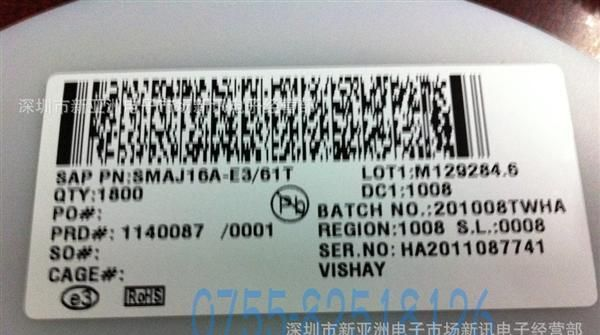 深圳市新亚洲电子市场新讯电子经营部
SAP PN:SMAJ16A-E3/61T
LOT1:M129284.6
QTY:1800
DC1:1008
Pb
PO#:
BATCH NO.:201008TWHA
PRD#: 1140087 /0001
REGION:1008 S.L.:0008
SO#:
SER.NO: HA2011087741
CAGE#:
VISHAY
e3
RoHS
0755-82518126
深圳市新亚洲电子市场新讯电子经营部